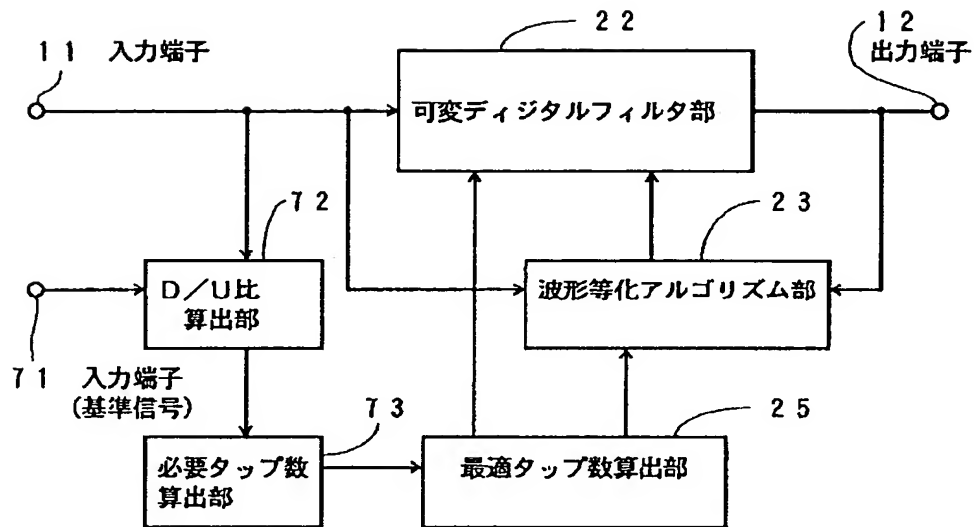 ２２
１２
１１ 入力端子
出力端子
可変ディジタルフィルタ部
７２
２３
D／U比
算出部
波形等化アルゴリズム部
７１ 入力端子
(基準信号)
７３
２５
必要タップ数
算出部
最適タップ数算出部